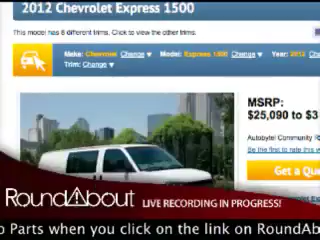 2012 Chevrolet Express 1500
This model has 8 different trims, Click to view the other trims.
Make: Chevrolet Change Model: Express 1500 Change Year: 2012
Trim: Change
MSRP:
$25,090 to $3
Autobytel Community R
Be the first to rate this v
Get a Qu
RoundAbout LIVE RECORDING IN PROGRESS!
o Parts when you click on the link on RoundAb